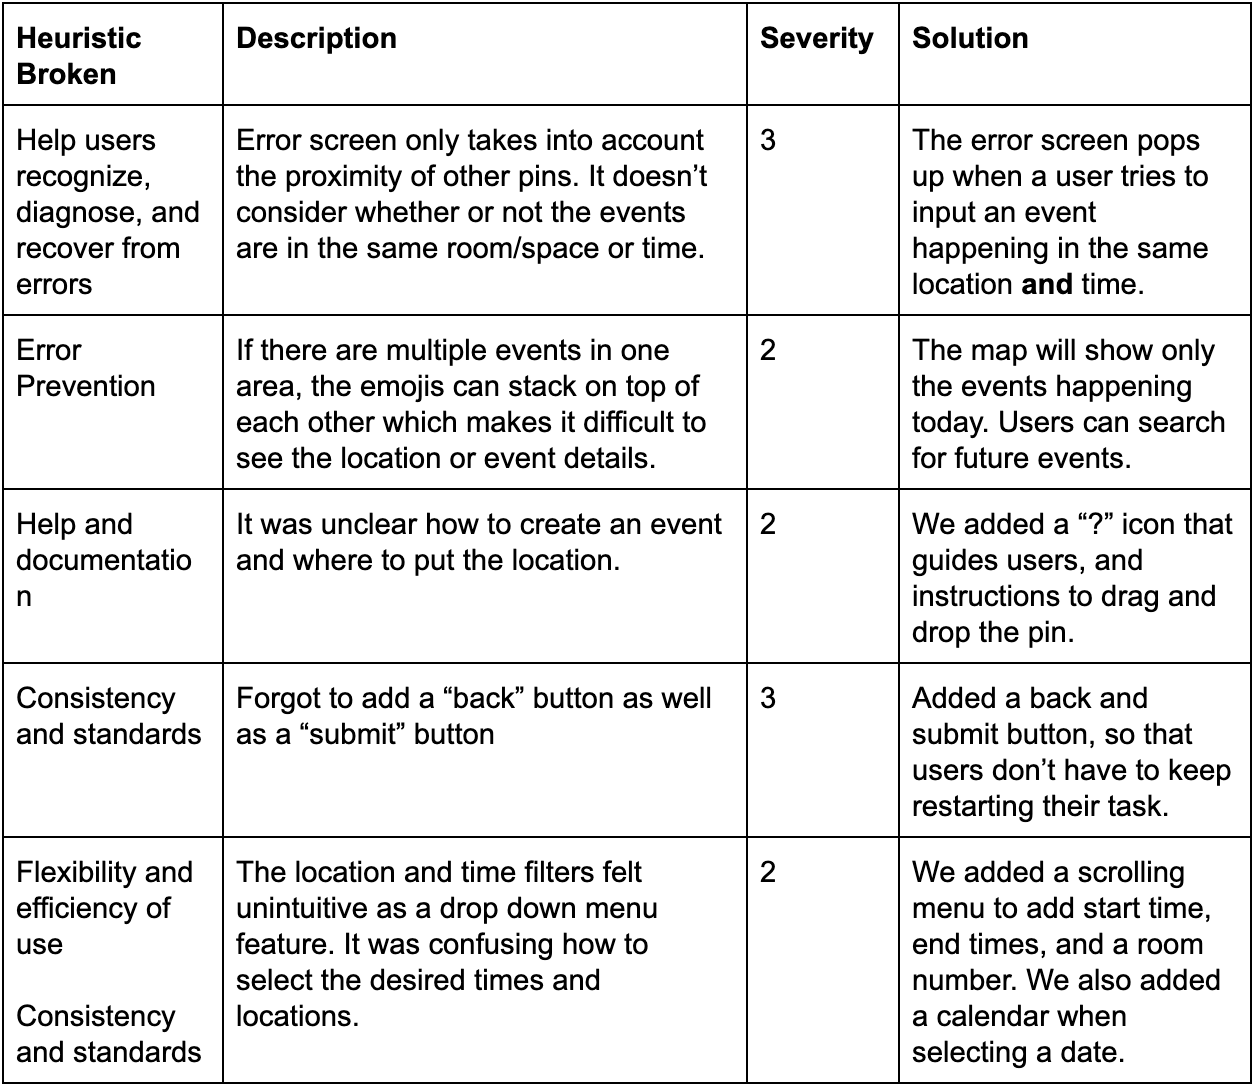 Heuristic Broken
Description
Severity
Solution
Help users
recognize,
diagnose, and
recover from
errors
Error screen only takes into account
the proximity of other pins. It doesn’t
consider whether or not the events
are in the same room/space or time.
3
The error screen pops
up when a user tries to
input an event
happening in the same
location and time.
Error
Prevention
If there are multiple events in one
area, the emojis can stack on top of
each other which makes it difficult to
see the location or event details.
2
The map will show only
the events happening
today. Users can search
for future events.
Help and
documentatio
n
It was unclear how to create an event
and where to put the location.
2
We added a “?” icon that
guides users, and
instructions to drag and
drop the pin.
Consistency
and standards
Forgot to add a “back” button as well
as a “submit” button
3
Added a back and
submit button, so that
users don’t have to keep
restarting their task.
Flexibility and
efficiency of
use
Consistency
and standards
The location and time filters felt
unintuitive as a drop down menu
feature. It was confusing how to
select the desired times and
locations.
2
We added a scrolling
menu to add start time,
end times, and a room
number. We also added
a calendar when
selecting a date.